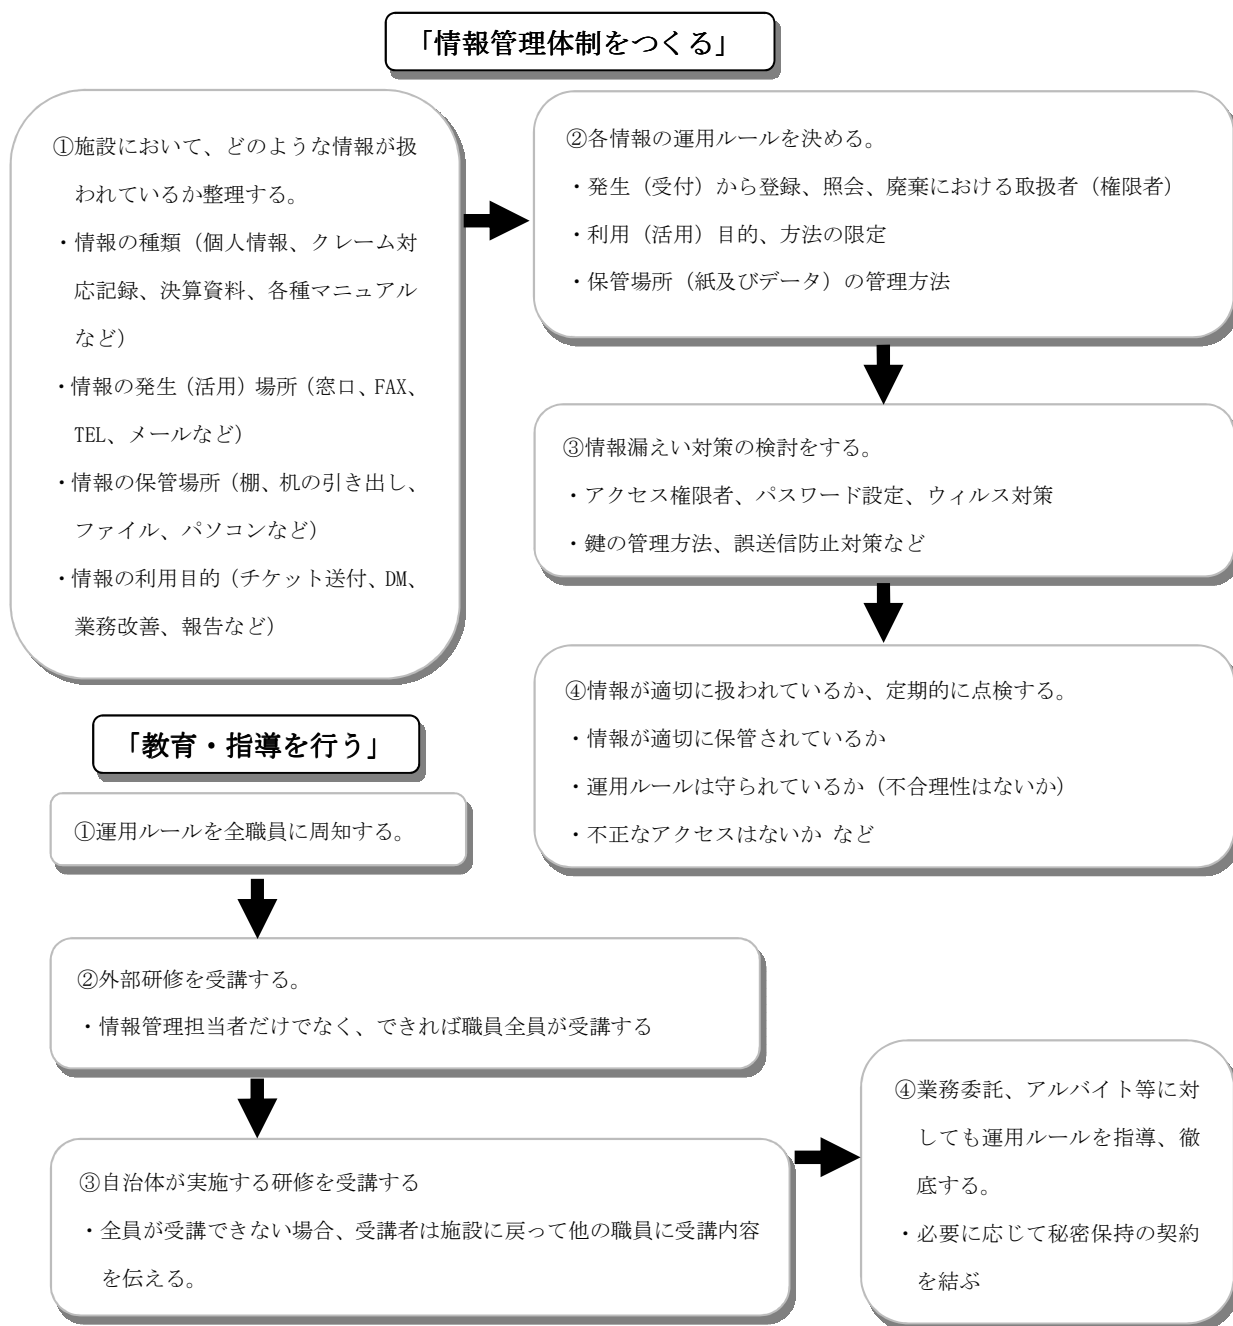 「情報管理体制をつくる」
①施設において、どのような情報が扱
われているか整理する。
・情報の種類（個人情報、クレーム対
応記録、決算資料、各種マニュアル
など）
・情報の発生（活用）場所（窓口、FAX、
TEL、メールなど）
・情報の保管場所（棚、机の引き出し、
ファイル、パソコンなど）
・情報の利用目的（チケット送付、DM、
業務改善、報告など）
②各情報の運用ルールを決める。
・発生（受付）から登録、照会、廃棄における取扱者（権限者）
・利用（活用）目的、方法の限定
・保管場所（紙及びデータ）の管理方法
③情報漏えい対策の検討をする。
・アクセス権限者、パスワード設定、ウィルス対策
・鍵の管理方法、誤送信防止対策など
④情報が適切に扱われているか、定期的に点検する。
・情報が適切に保管されているか
・運用ルールは守られているか（不合理性はないか）
・不正なアクセスはないか など
「教育・指導を行う」
①運用ルールを全職員に周知する。
②外部研修を受講する。
・情報管理担当者だけでなく、できれば職員全員が受講する
③自治体が実施する研修を受講する
・全員が受講できない場合、受講者は施設に戻って他の職員に受講内容
を伝える。
④業務委託、アルバイト等に対
しても運用ルールを指導、徹
底する。
・必要に応じて秘密保持の契約
を結ぶ